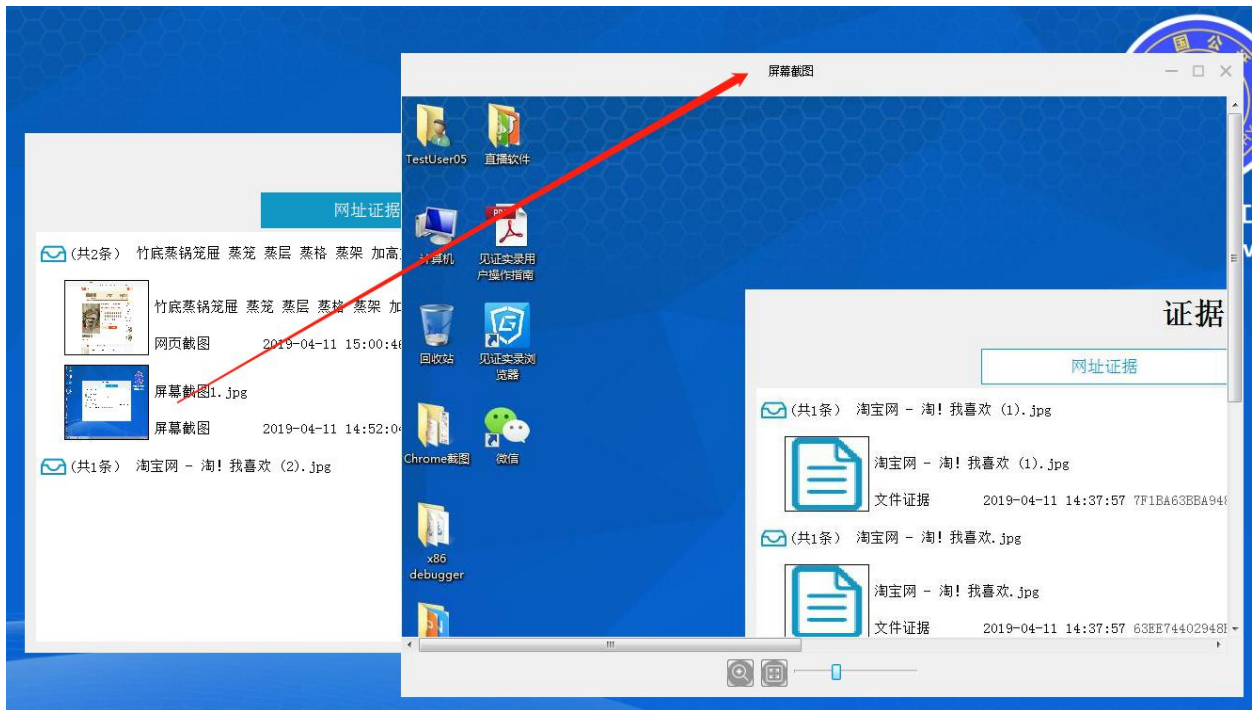 国 公
屏幕截图
TestUser05
直播软件
网址证据
(共2条) 竹底蒸锅笼屉 蒸笼 蒸层 蒸格 蒸架 加高
竹底蒸锅笼屉 蒸笼 蒸层 蒸格 蒸架 加
网页截图 2019-04-11 15:00:46
屏幕截图1.jpg
屏幕截图 2019-04-11 14:52:0
(共1条) 淘宝网 - 淘! 我喜欢 (2).jpg
计算机
见证实录用
户操作指南
回收站
见证实录浏
览器
Chrome截图
微信
x86
debugger
证据
网址证据
(共1条) 淘宝网 - 淘! 我喜欢 (1).jpg
淘宝网 - 淘! 我喜欢 (1).jpg
文件证据 2019-04-11 14:37:57 7F1BA63BBA948
(共1条) 淘宝网 - 淘! 我喜欢.jpg
淘宝网 - 淘! 我喜欢.jpg
文件证据 2019-04-11 14:37:57 63EE74402948